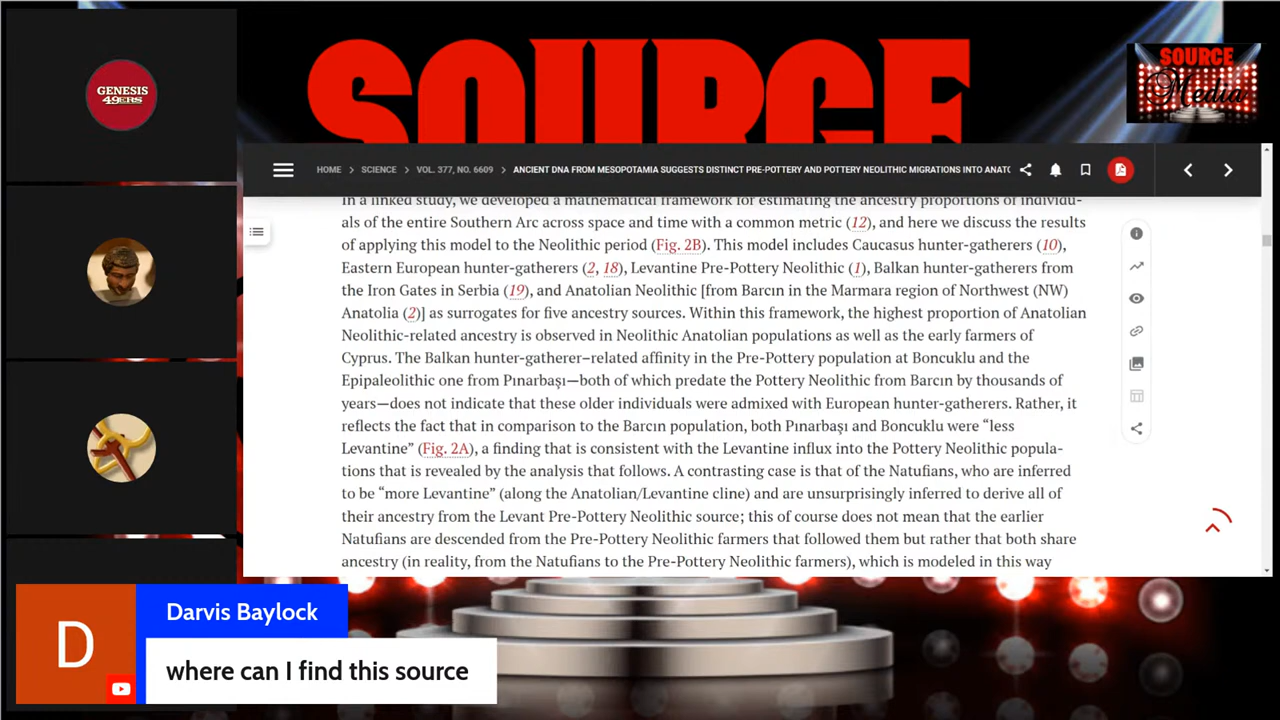 GENESIS
49ERS
SOURCE
SOURCE
Media
HOME > SCIENCE > VOL. 377, NO. 6609 > ANCIENT DNA FROM MESOPOTAMIA SUGGESTS DISTINCT PRE-POTTERY AND POTTERY NEOLITHIC MIGRATIONS INTO ANATO
In a linked study, we developed a mathematical framework for estimating the ancestry proportions of individu-
als of the entire Southern Arc across space and time with a common metric (12), and here we discuss the results
of applying this model to the Neolithic period (Fig. 2B). This model includes Caucasus hunter-gatherers (10),
Eastern European hunter-gatherers (2, 18), Levantine Pre-Pottery Neolithic (1), Balkan hunter-gatherers from
the Iron Gates in Serbia (19), and Anatolian Neolithic [from Barcın in the Marmara region of Northwest (NW)
Anatolia (2)] as surrogates for five ancestry sources. Within this framework, the highest proportion of Anatolian
Neolithic-related ancestry is observed in Neolithic Anatolian populations as well as the early farmers of
Cyprus. The Balkan hunter-gatherer–related affinity in the Pre-Pottery population at Boncuklu and the
Epipaleolithic one from Pınarbaşı—both of which predate the Pottery Neolithic from Barcın by thousands of
years—does not indicate that these older individuals were admixed with European hunter-gatherers. Rather, it
reflects the fact that in comparison to the Barcın population, both Pınarbaşı and Boncuklu were “less
Levantine” (Fig. 2A), a finding that is consistent with the Levantine influx into the Pottery Neolithic popula-
tions that is revealed by the analysis that follows. A contrasting case is that of the Natufians, who are inferred
to be “more Levantine” (along the Anatolian/Levantine cline) and are unsurprisingly inferred to derive all of
their ancestry from the Levant Pre-Pottery Neolithic source; this of course does not mean that the earlier
Natufians are descended from the Pre-Pottery Neolithic farmers that followed them but rather that both share
ancestry (in reality, from the Natufians to the Pre-Pottery Neolithic farmers), which is modeled in this way
D
Darvis Baylock
where can I find this source